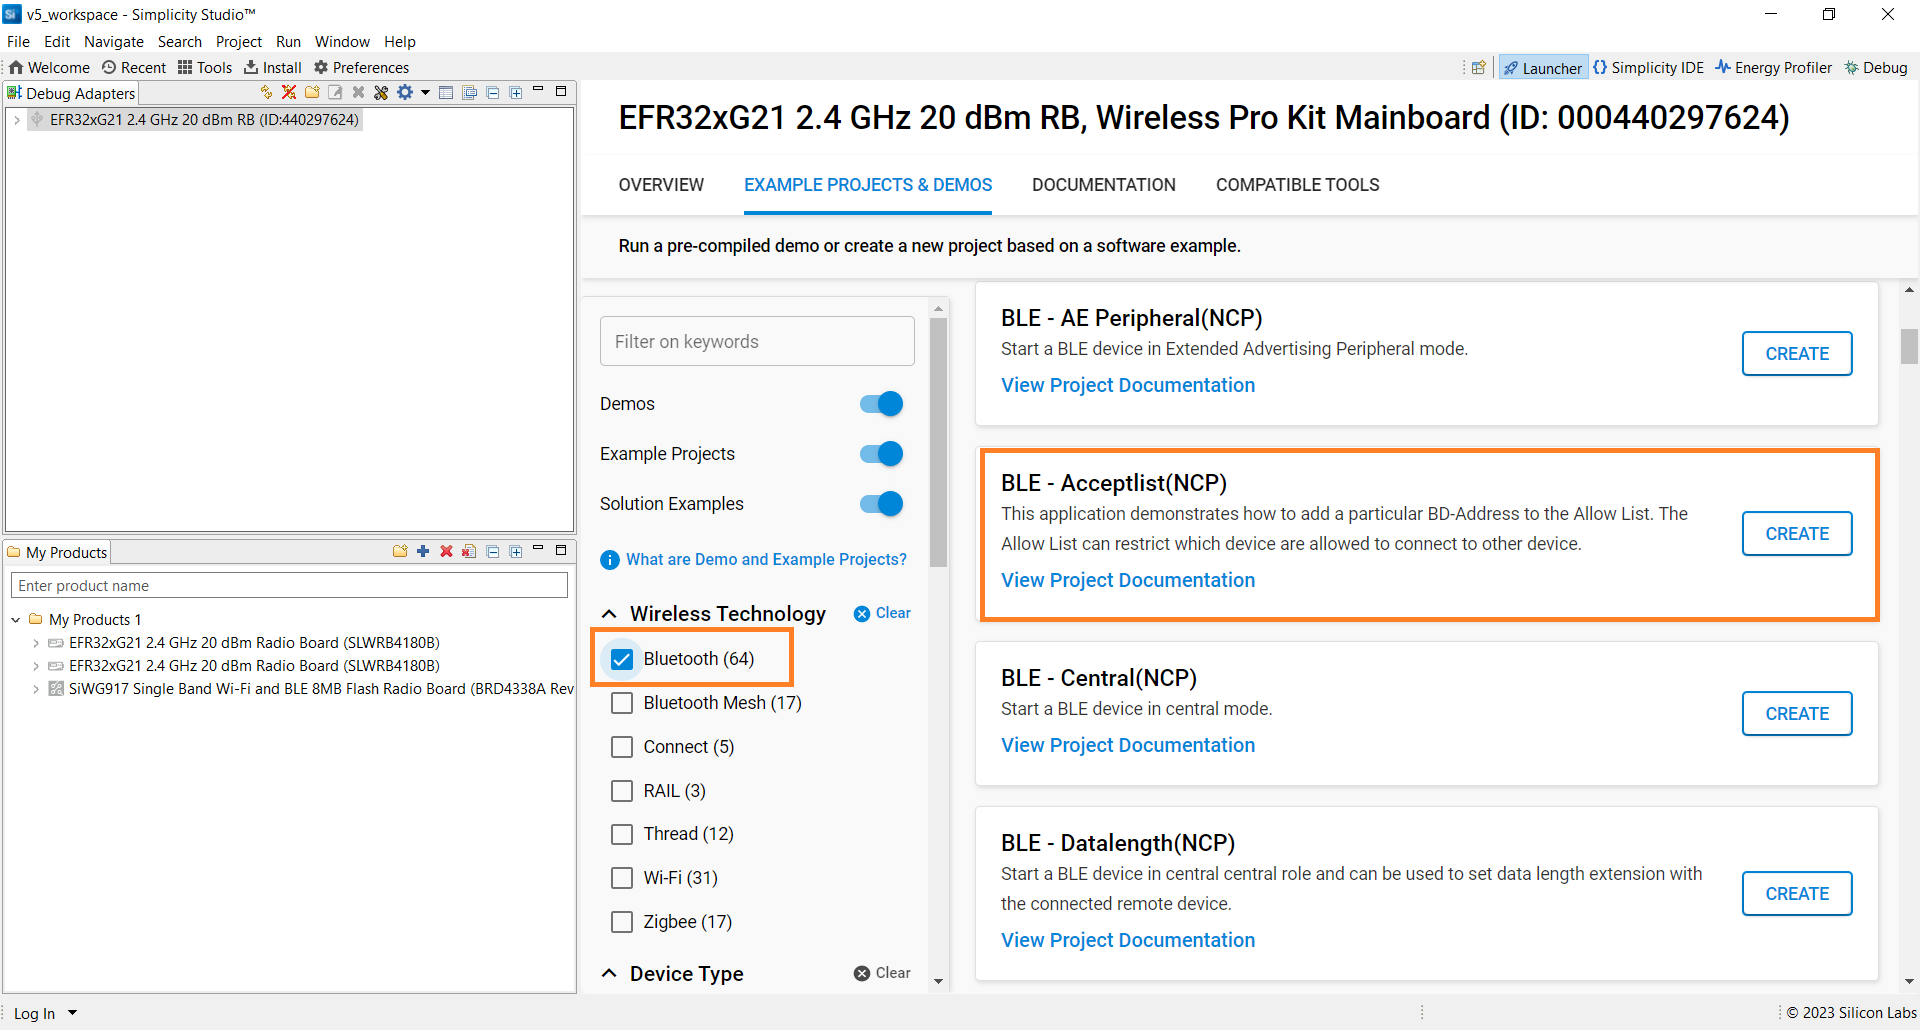 v5_workspace - Simplicity Studio™
File Edit Navigate Search Project Run Window Help
Welcome Recent Tools Install Preferences
Launcher Simplicity IDE Energy Profiler Debug
Debug Adapters
EFR32xG21 2.4 GHz 20 dBm RB (ID:440297624)
My Products
Enter product name
My Products 1
EFR32xG21 2.4 GHz 20 dBm Radio Board (SLWRB4180B)
EFR32xG21 2.4 GHz 20 dBm Radio Board (SLWRB4180B)
SiWG917 Single Band Wi-Fi and BLE 8MB Flash Radio Board (BRD4338A Rev
EFR32xG21 2.4 GHz 20 dBm RB, Wireless Pro Kit Mainboard (ID: 000440297624)
OVERVIEW EXAMPLE PROJECTS & DEMOS DOCUMENTATION COMPATIBLE TOOLS
Run a pre-compiled demo or create a new project based on a software example.
Filter on keywords
Demos
Example Projects
Solution Examples
What are Demo and Example Projects?
Wireless Technology Clear
Bluetooth (64)
Bluetooth Mesh (17)
Connect (5)
RAIL (3)
Thread (12)
Wi-Fi (31)
Zigbee (17)
Device Type Clear
BLE - AE Peripheral(NCP)
Start a BLE device in Extended Advertising Peripheral mode.
View Project Documentation
CREATE
BLE - Acceptlist(NCP)
This application demonstrates how to add a particular BD-Address to the Allow List. The
Allow List can restrict which device are allowed to connect to other device.
View Project Documentation
CREATE
BLE - Central(NCP)
Start a BLE device in central mode.
View Project Documentation
CREATE
BLE - Datalength(NCP)
Start a BLE device in central central role and can be used to set data length extension with
the connected remote device.
View Project Documentation
CREATE
Log In
© 2023 Silicon Labs